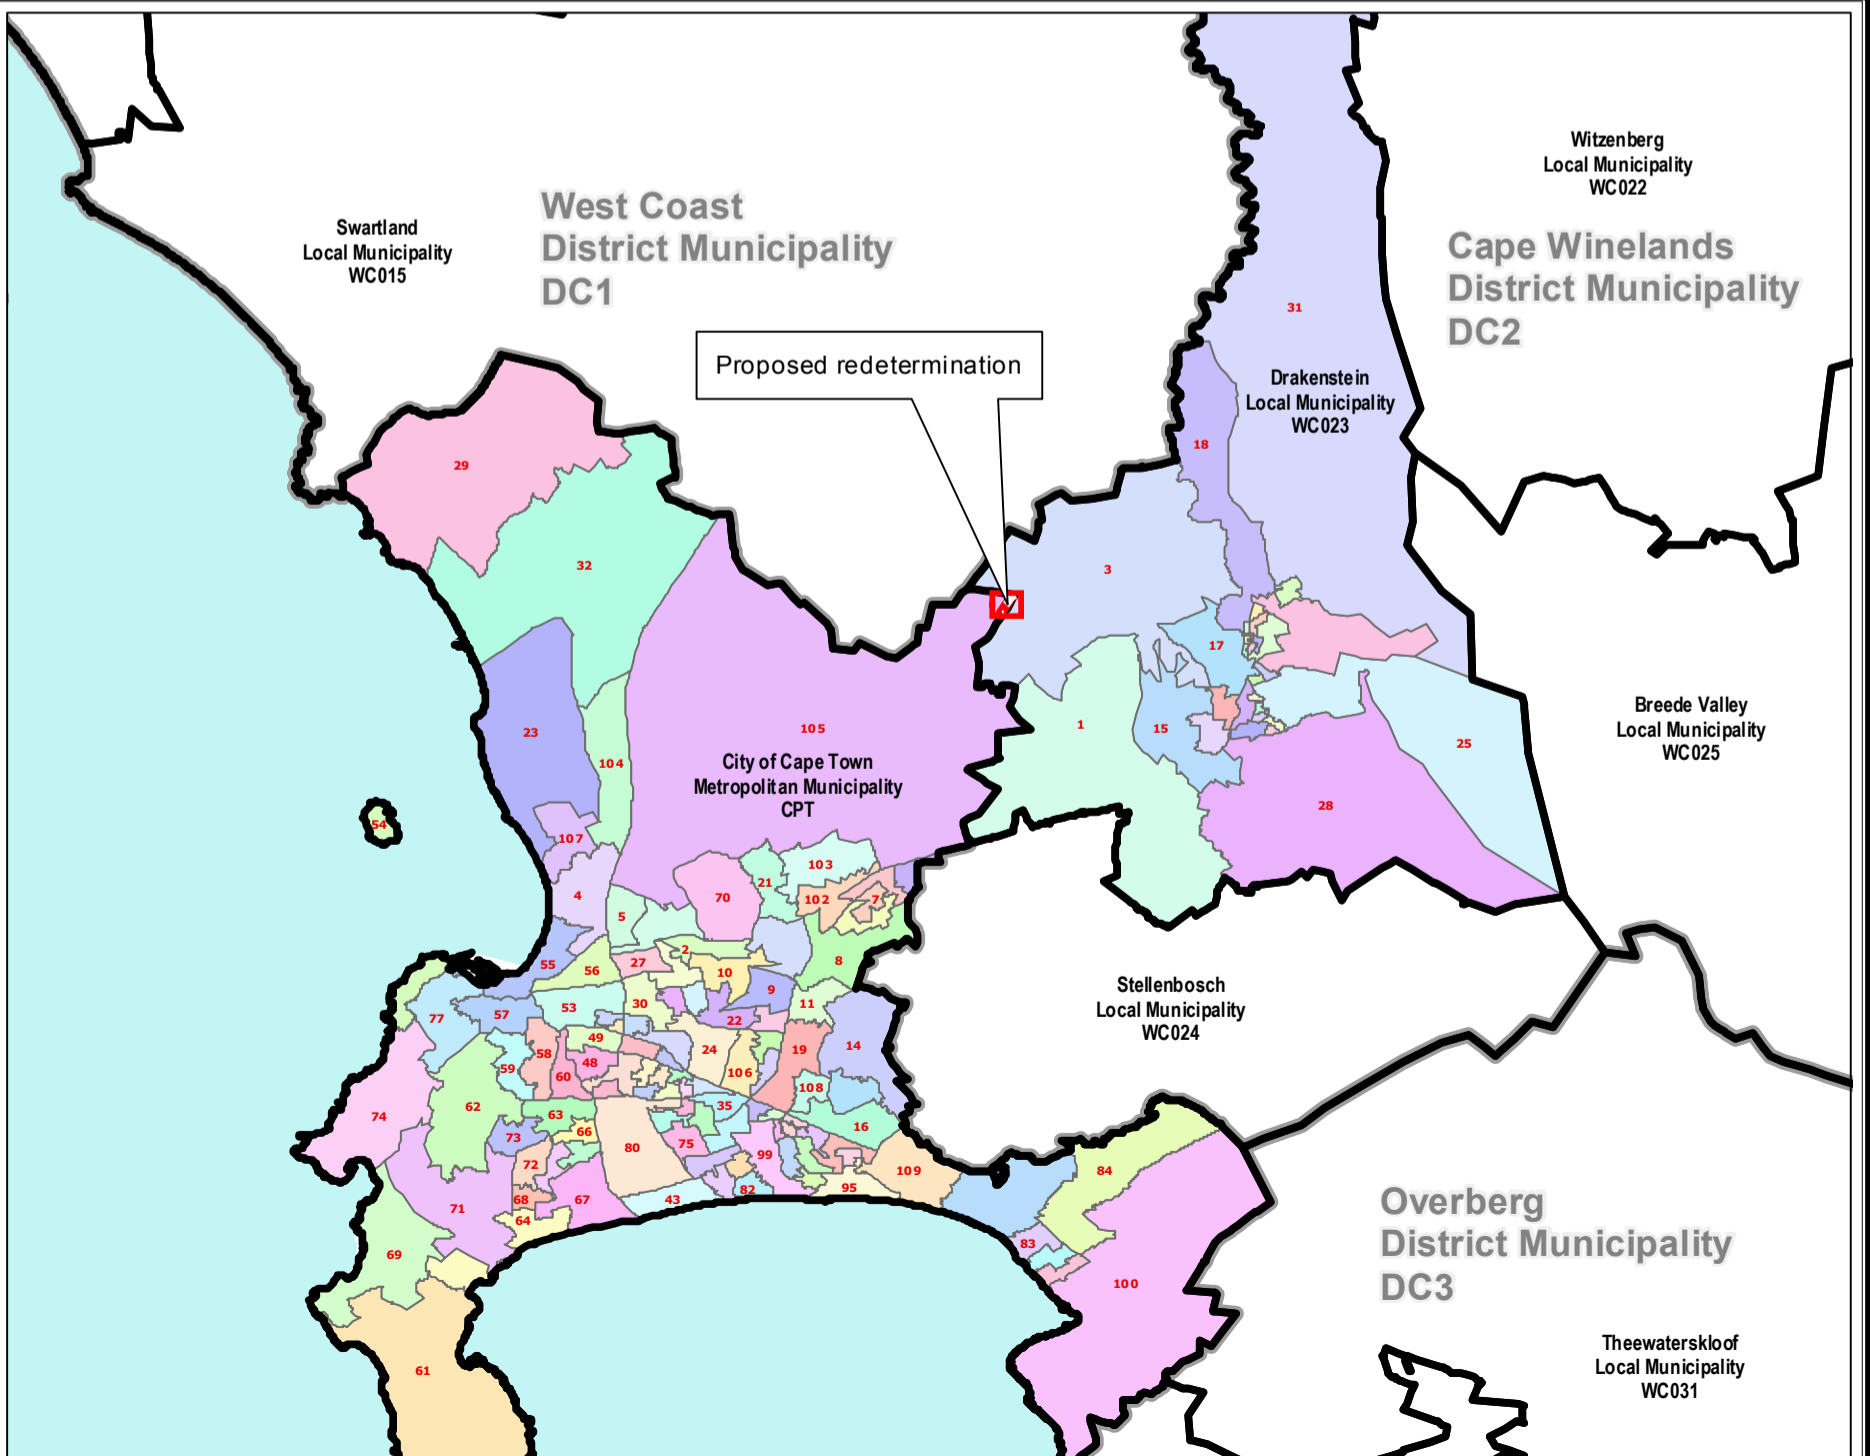 Witzenberg
Local Municipality
WC022
West Coast
District Municipality
DC1
Swartland
Local Municipality
WC015
Cape Winelands
District Municipality
DC2
31
Proposed redetermination
Drakenstein
Local Municipality
WC023
18
29
32
3
17
23
105
1
15
25
104
City of Cape Town
Metropolitan Municipality
CPT
Breede Valley
Local Municipality
WC025
28
54
107
103
21
4
70
102
7
5
2
55
56
27
10
8
9
77
57
53
30
11
22
Stellenbosch
Local Municipality
WC024
49
58
48
24
19
14
59
60
106
108
74
62
63
35
16
73
66
80
75
99
72
109
84
68
67
43
82
95
71
64
69
83
100
Overberg
District Municipality
DC3
61
Theewaterskloof
Local Municipality
WC031